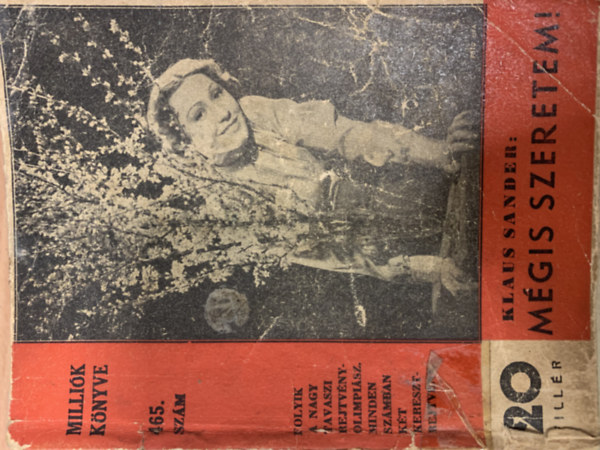 KLAUS SANDER:
MÉGIS SZERETEM!
MILLIÓK
KÖNYVE
465.
SZÁM
FOLYIK
A NAGY
TAVASZI
REJTVÉNY-
OLIMPIÁSZ.
MINDEN
SZÁMBAN
KÉT
KERESZT-
20
FILLÉR